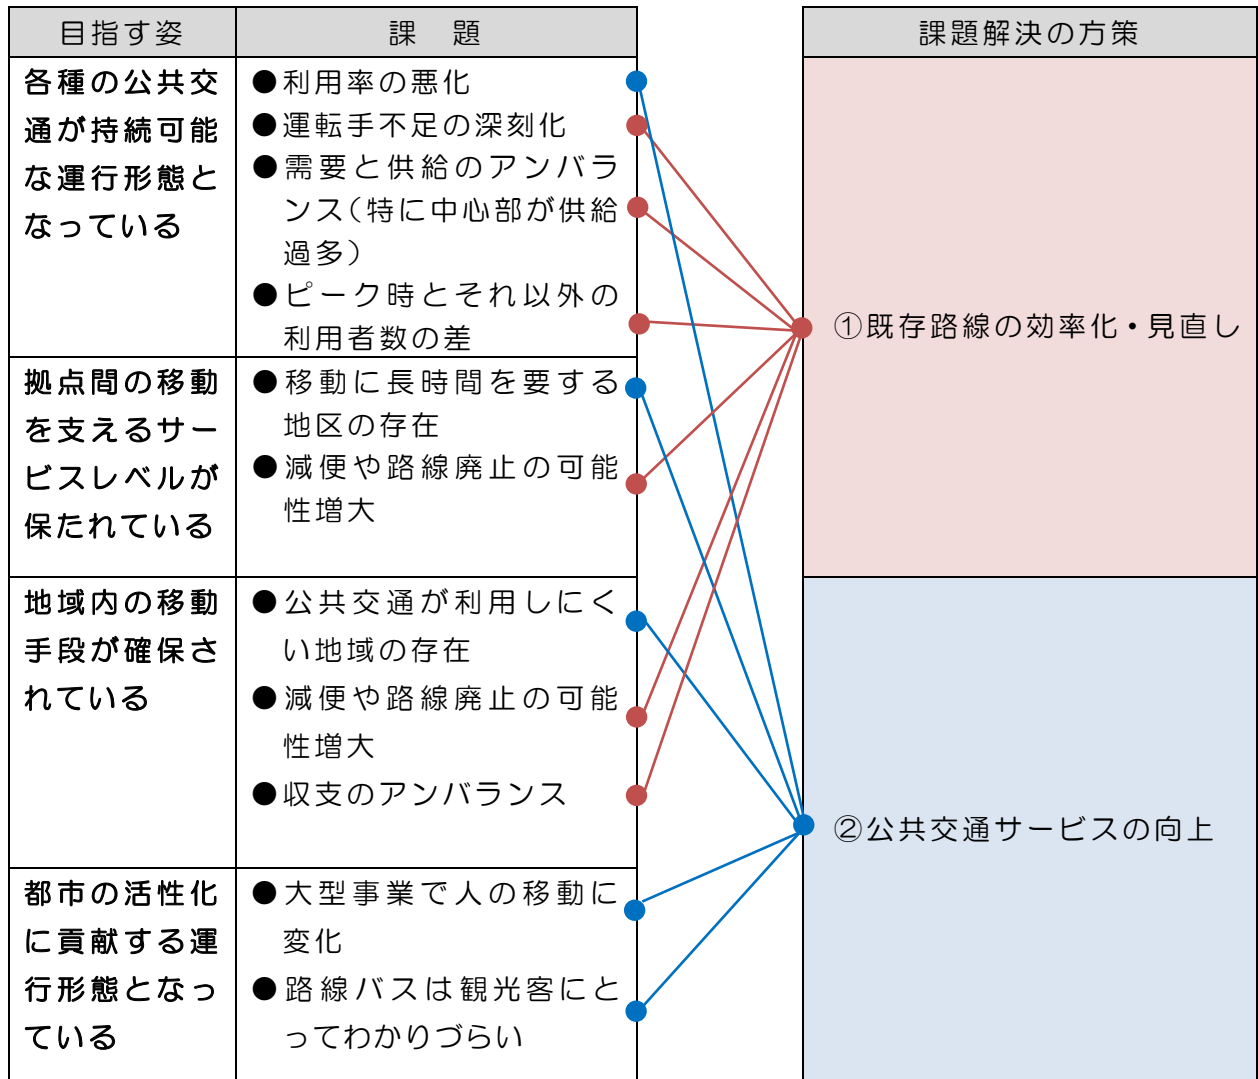 目指す姿
課　題
課題解決の方策
各種の公共交
通が持続可能
な運行形態と
なっている
●利用率の悪化
●運転手不足の深刻化
●需要と供給のアンバラ
ンス(特に中心部が供給
過多)
●ピーク時とそれ以外の
利用者数の差
拠点間の移動
を支えるサー
ビスレベルが
保たれている
●移動に長時間を要する
地区の存在
●減便や路線廃止の可能
性増大
地域内の移動
手段が確保さ
れている
●公共交通が利用しにく
い地域の存在
●減便や路線廃止の可能
性増大
●収支のアンバランス
都市の活性化
に貢献する運
行形態となっ
ている
●大型事業で人の移動に
変化
●路線バスは観光客にと
ってわかりづらい
①既存路線の効率化・見直し
②公共交通サービスの向上